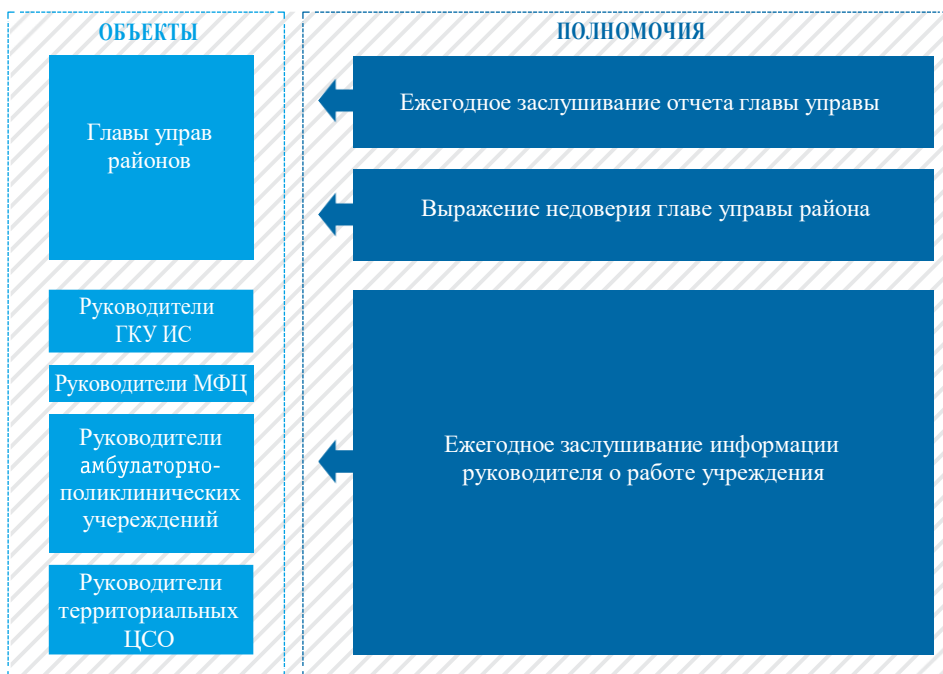 ОБЪЕКТЫ
Главы управ
районов
Руководители
ГКУ ИС
Руководители МФЦ
Руководители
амбулаторно-
поликлинических
учереждений
Руководители
территориальных
ЦСО
ПОЛНОМОЧИЯ
Ежегодное заслушивание отчета главы управы
Выражение недоверия главе управы района
Ежегодное заслушивание информации
руководителя о работе учреждения